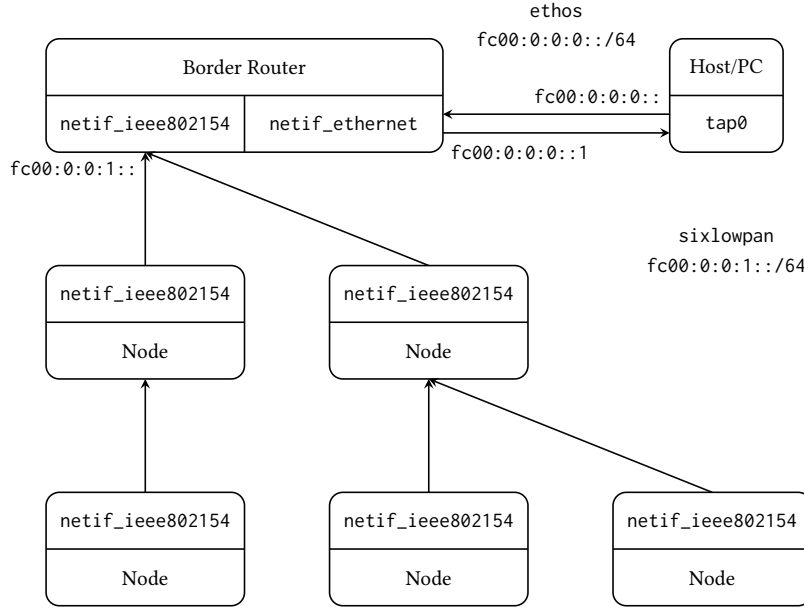 ethos
fc00:0:0:0::/64
Border Router
Host/PC
fc00:0:0:0::
netif_ieee802154
netif_ethernet
tap0
fc00:0:0:0::1
fc00:0:0:1::
sixlowpan
fc00:0:0:1::/64
netif_ieee802154
netif_ieee802154
Node
Node
netif_ieee802154
netif_ieee802154
netif_ieee802154
Node
Node
Node